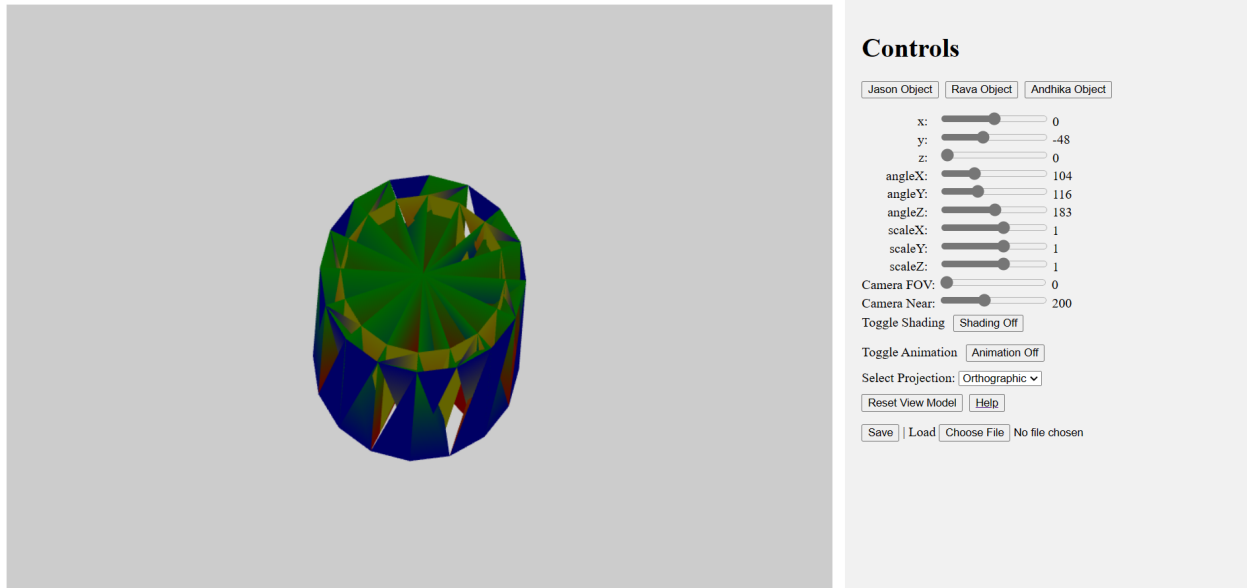 Controls
Jason Object Rava Object Andhika Object
x: 0
y: -48
z: 0
angleX: 104
angleY: 116
angleZ: 183
scaleX: 1
scaleY: 1
scaleZ: 1
Camera FOV: 0
Camera Near: 200
Toggle Shading Shading Off
Toggle Animation Animation Off
Select Projection: Orthographic
Reset View Model Help
Save | Load Choose File No file chosen